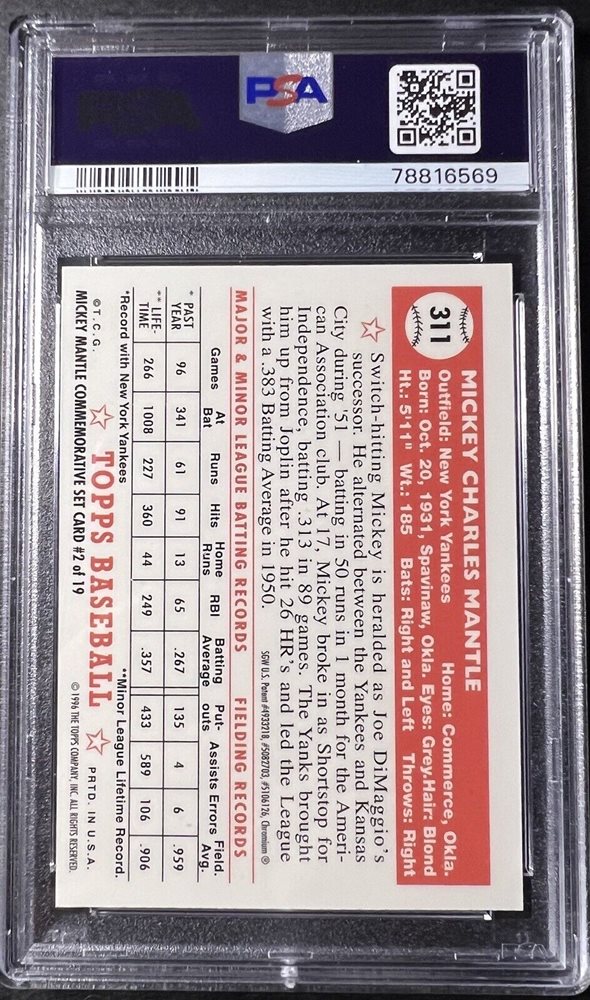 PSA
PSA
78816569
311
MICKEY CHARLES MANTLE
Outfield: New York Yankees Home: Commerce, Okla.
Born: Oct. 20, 1931, Spavinaw, Okla. Eyes: Grey.Hair: Blond
Ht.: 5'11" Wt.: 185 Bats: Right and Left Throws: Right
Switch-hitting Mickey is heralded as Joe DiMaggio's
successor. He alternated between the Yankees and Kansas
City during '51 — batting in 50 runs in 1 month for the Ameri-
can Association club. At 17, Mickey broke in as Shortstop for
Independence, batting .313 in 89 games. The Yanks brought
him up from Joplin after he hit 26 HR's and led the League
with a .383 Batting Average in 1950.
SGW U.S. Patent #4933218, #5082703, #5106126, Chromium ®
MAJOR & MINOR LEAGUE BATTING RECORDS FIELDING RECORDS
Games At Bat Runs Hits Home Runs RBI Batting Average Put-outs Assists Errors Field. Avg.
* PAST YEAR 96 341 61 91 13 65 .267 135 4 6 .959
** LIFE-TIME 266 1008 227 360 44 249 .357 433 589 106 .906
*Record with New York Yankees **Minor League Lifetime Record.
©T.C.G. TOPPS BASEBALL PRTD. IN U.S.A.
MICKEY MANTLE COMMEMORATIVE SET CARD #2 of 19 © 1996 THE TOPPS COMPANY, INC. ALL RIGHTS RESERVED.
PSA